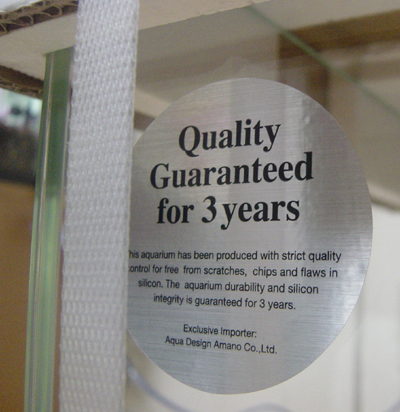 Quality
Guaranteed
for 3 years
his aquarium has been produced with strict quality
ontrol for free from scratches, chips and flaws in
silicon. The aquarium durability and silicon
integrity is guaranteed for 3 years.
Exclusive Importer:
Aqua Design Amano Co.,Ltd.